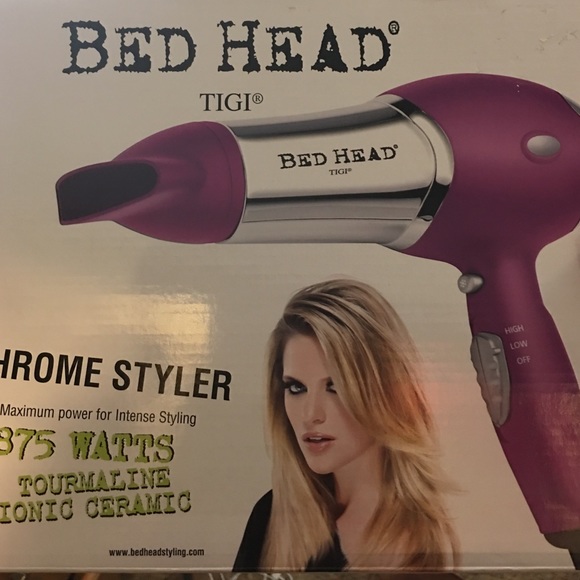 BED HEAD®
TIGI®
BED HEAD®
TIGI®
HIGH
LOW
OFF
HROME STYLER
Maximum power for Intense Styling
875 WATTS
TOURMALINE
IONIC CERAMIC
www.bedheadstyling.com